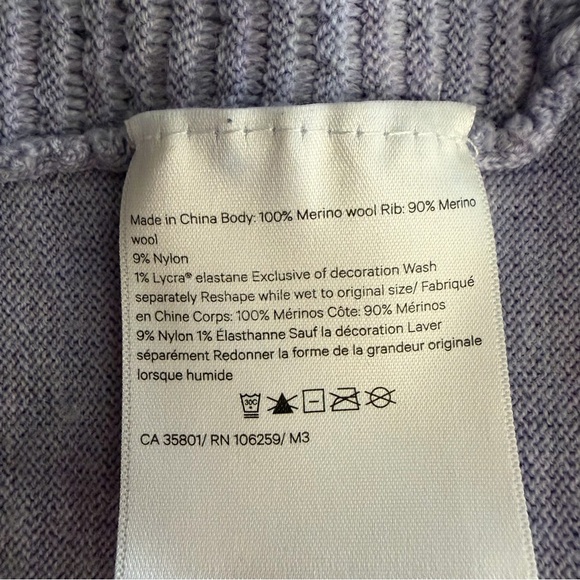 Made in China Body: 100% Merino wool Rib: 90% Merino
wool
9% Nylon
1% Lycra® elastane Exclusive of decoration Wash
separately Reshape while wet to original size/ Fabriqué
en Chine Corps: 100% Mérinos Côte: 90% Mérinos
9% Nylon 1% Élasthanne Sauf la décoration Laver
séparément Redonner la forme de la grandeur originale
lorsque humide
30C
CA 35801/ RN 106259/ M3